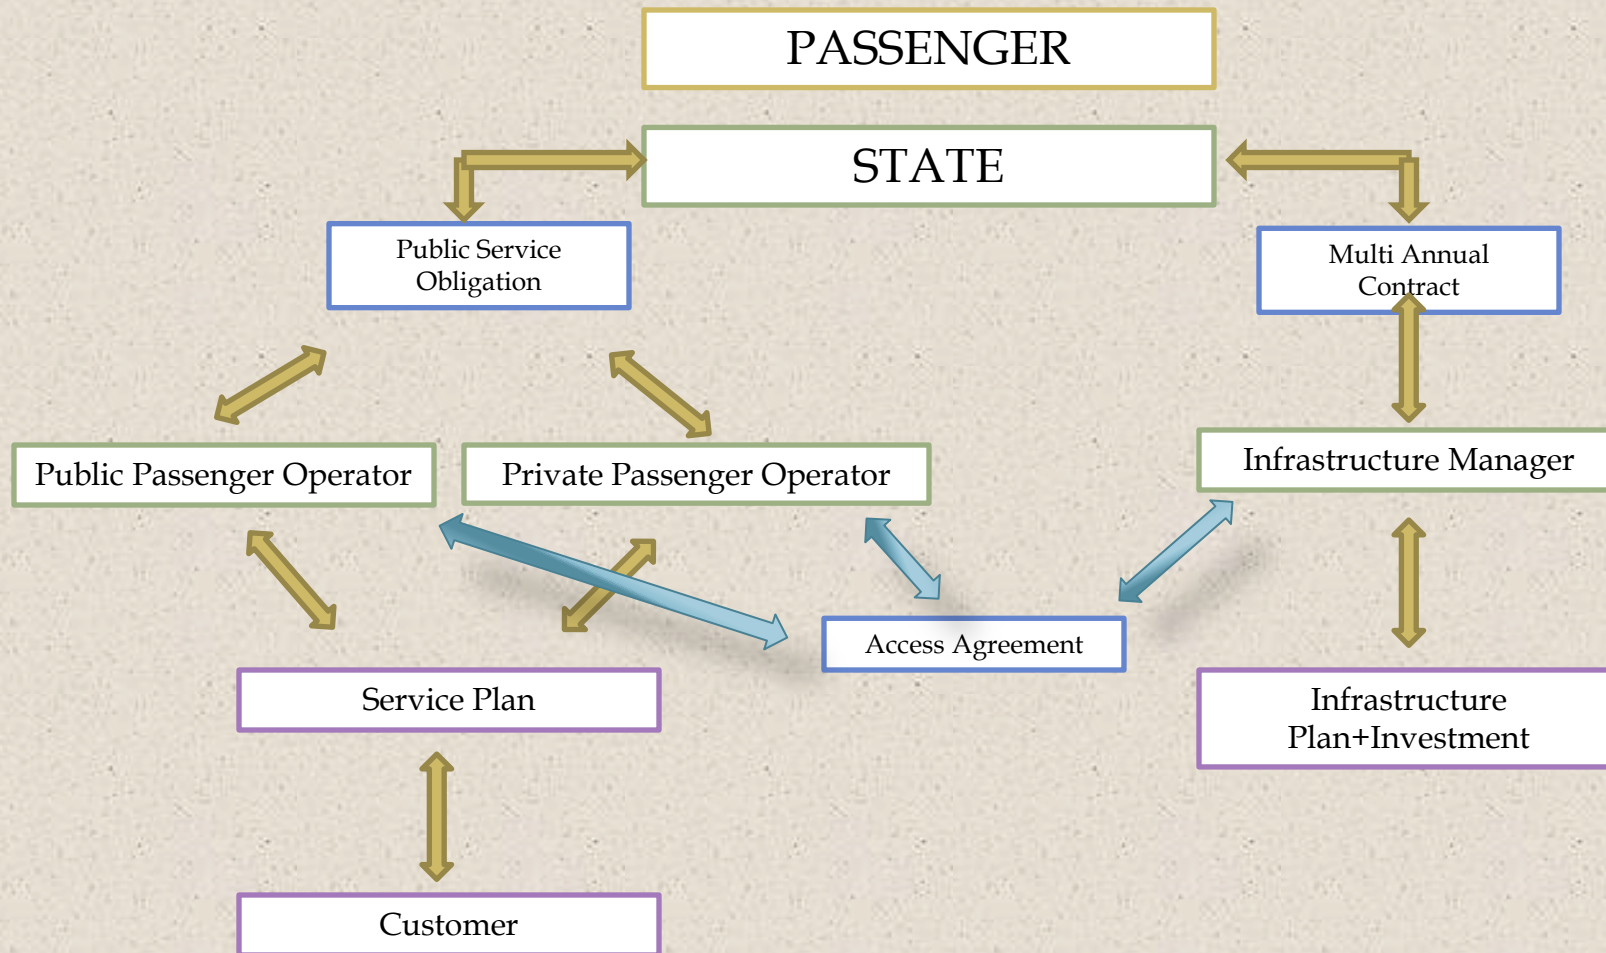 PASSENGER
STATE
Public Service
Obligation
Multi Annual
Contract
Public Passenger Operator
Private Passenger Operator
Infrastructure Manager
Access Agreement
Service Plan
Infrastructure
Plan+Investment
Customer